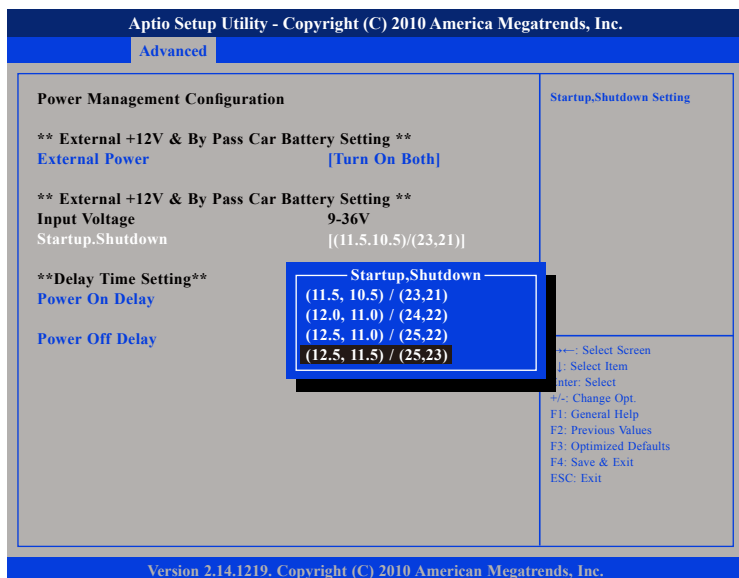 Aptio Setup Utility - Copyright (C) 2010 America Megatrends, Inc.
Advanced
Power Management Configuration
** External +12V & By Pass Car Battery Setting **
External Power [Turn On Both]
** External +12V & By Pass Car Battery Setting **
Input Voltage 9-36V
Startup.Shutdown [(11.5.10.5)/(23,21)]
**Delay Time Setting**
Power On Delay
Power Off Delay
Startup,Shutdown
(11.5, 10.5) / (23,21)
(12.0, 11.0) / (24,22)
(12.5, 11.0) / (25,22)
(12.5, 11.5) / (25,23)
Startup,Shutdown Setting
←: Select Screen
: Select Item
Enter: Select
+/-: Change Opt.
F1: General Help
F2: Previous Values
F3: Optimized Defaults
F4: Save & Exit
ESC: Exit
Version 2.14.1219. Copyright (C) 2010 American Megatrends, Inc.